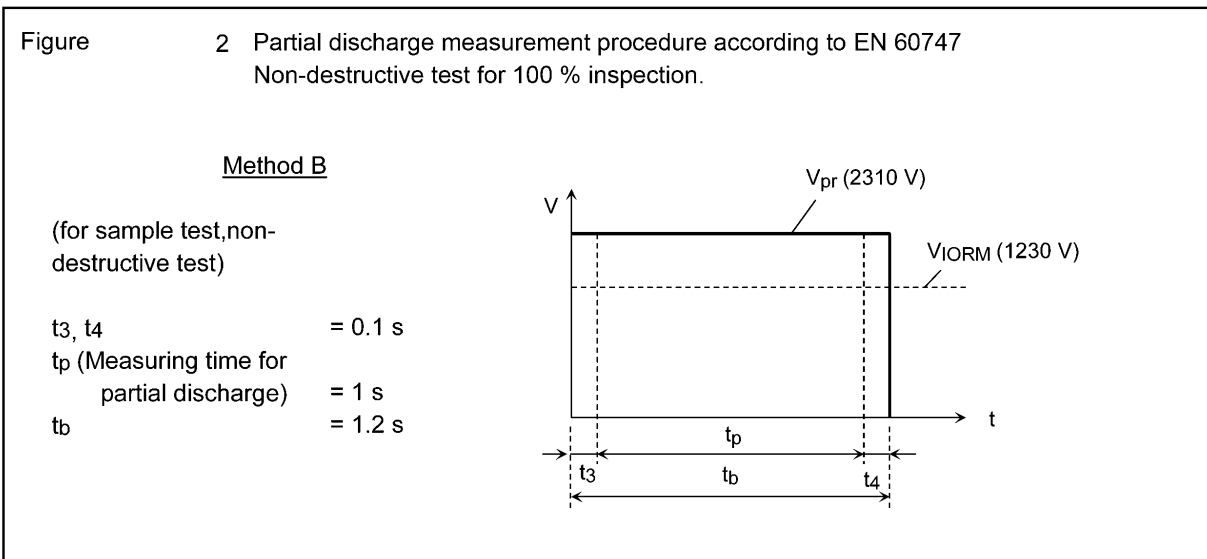 Figure 2 Partial discharge measurement procedure according to EN 60747
Non-destructive test for 100 % inspection.
Method B
(for sample test,non-
destructive test)
t3, t4 = 0.1 s
tp (Measuring time for
partial discharge) = 1 s
tb = 1.2 s
Vpr (2310 V)
V
VIORM (1230 V)
t
tp
t3
tb
t4